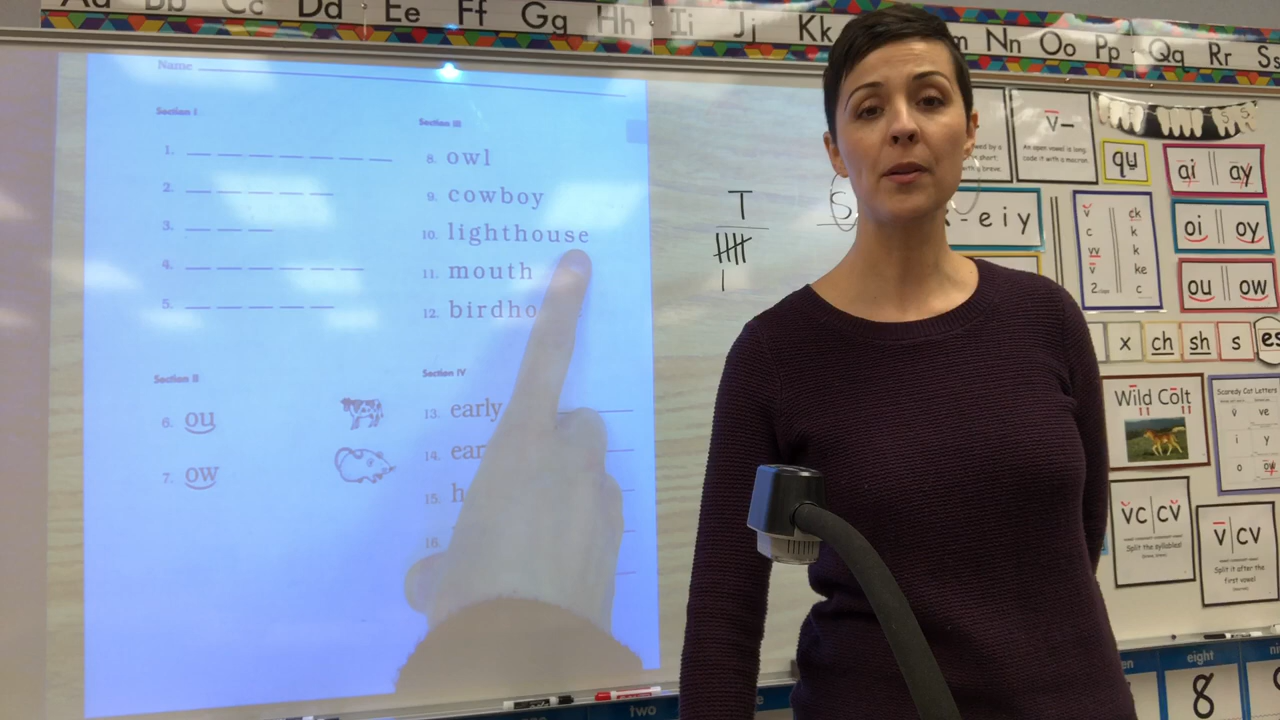 Aa Bb Cc Dd Ee Ff Gg Hh Ii Jj Kk Nn Oo Pp Qq Rr Ss
Name
Section I
1.
2.
3.
4.
5.
Section II
6. ou
7. ow
Section III
8. owl
9. cowboy
10. lighthouse
11. mouth
12. birdho
Section IV
13. early
14. ear
15. h
16.
T S
v̄-
An open vowel is long;
code it with a macron.
qu
ai || ay
oi || oy
ou || ow
k - e i y
c k
ck
k
k
ke
c
x ch sh s es
Wild Colt
Scaredy Cat Letters
v̆ ve
i y
o ow
v̆c|cv̆
Split the syllables!
v̄|cv
Split it after the
first vowel
two
eight
8